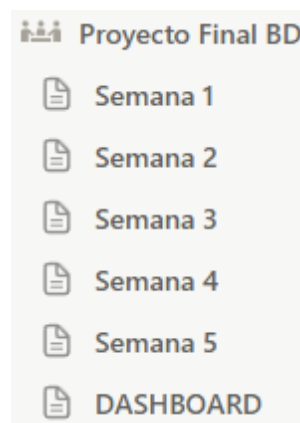 Proyecto Final BD
Semana 1
Semana 2
Semana 3
Semana 4
Semana 5
DASHBOARD